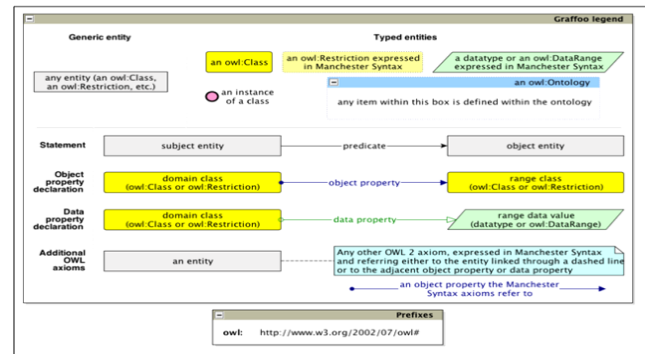 Graffoo legend
Generic entity
Typed entities
any entity (an owl:Class,
an owl:Restriction, etc.)
an owl:Class
an owl:Restriction expressed
in Manchester Syntax
a datatype or an owl:DataRange
expressed in Manchester Syntax
an instance
of a class
an owl:Ontology
any item within this box is defined within the ontology
Statement
subject entity
predicate
object entity
Object
property
declaration
domain class
(owl:Class or owl:Restriction)
object property
range class
(owl:Class or owl:Restriction)
Data
property
declaration
domain class
(owl:Class or owl:Restriction)
data property
range data value
(datatype or owl:DataRange)
Additional
OWL
axioms
an entity
Any other OWL 2 axiom, expressed in Manchester Syntax
and referring either to the entity linked through a dashed line
or to the adjacent object property or data property
an object property the Manchester
Syntax axioms refer to
Prefixes
owl: http://www.w3.org/2002/07/owl#